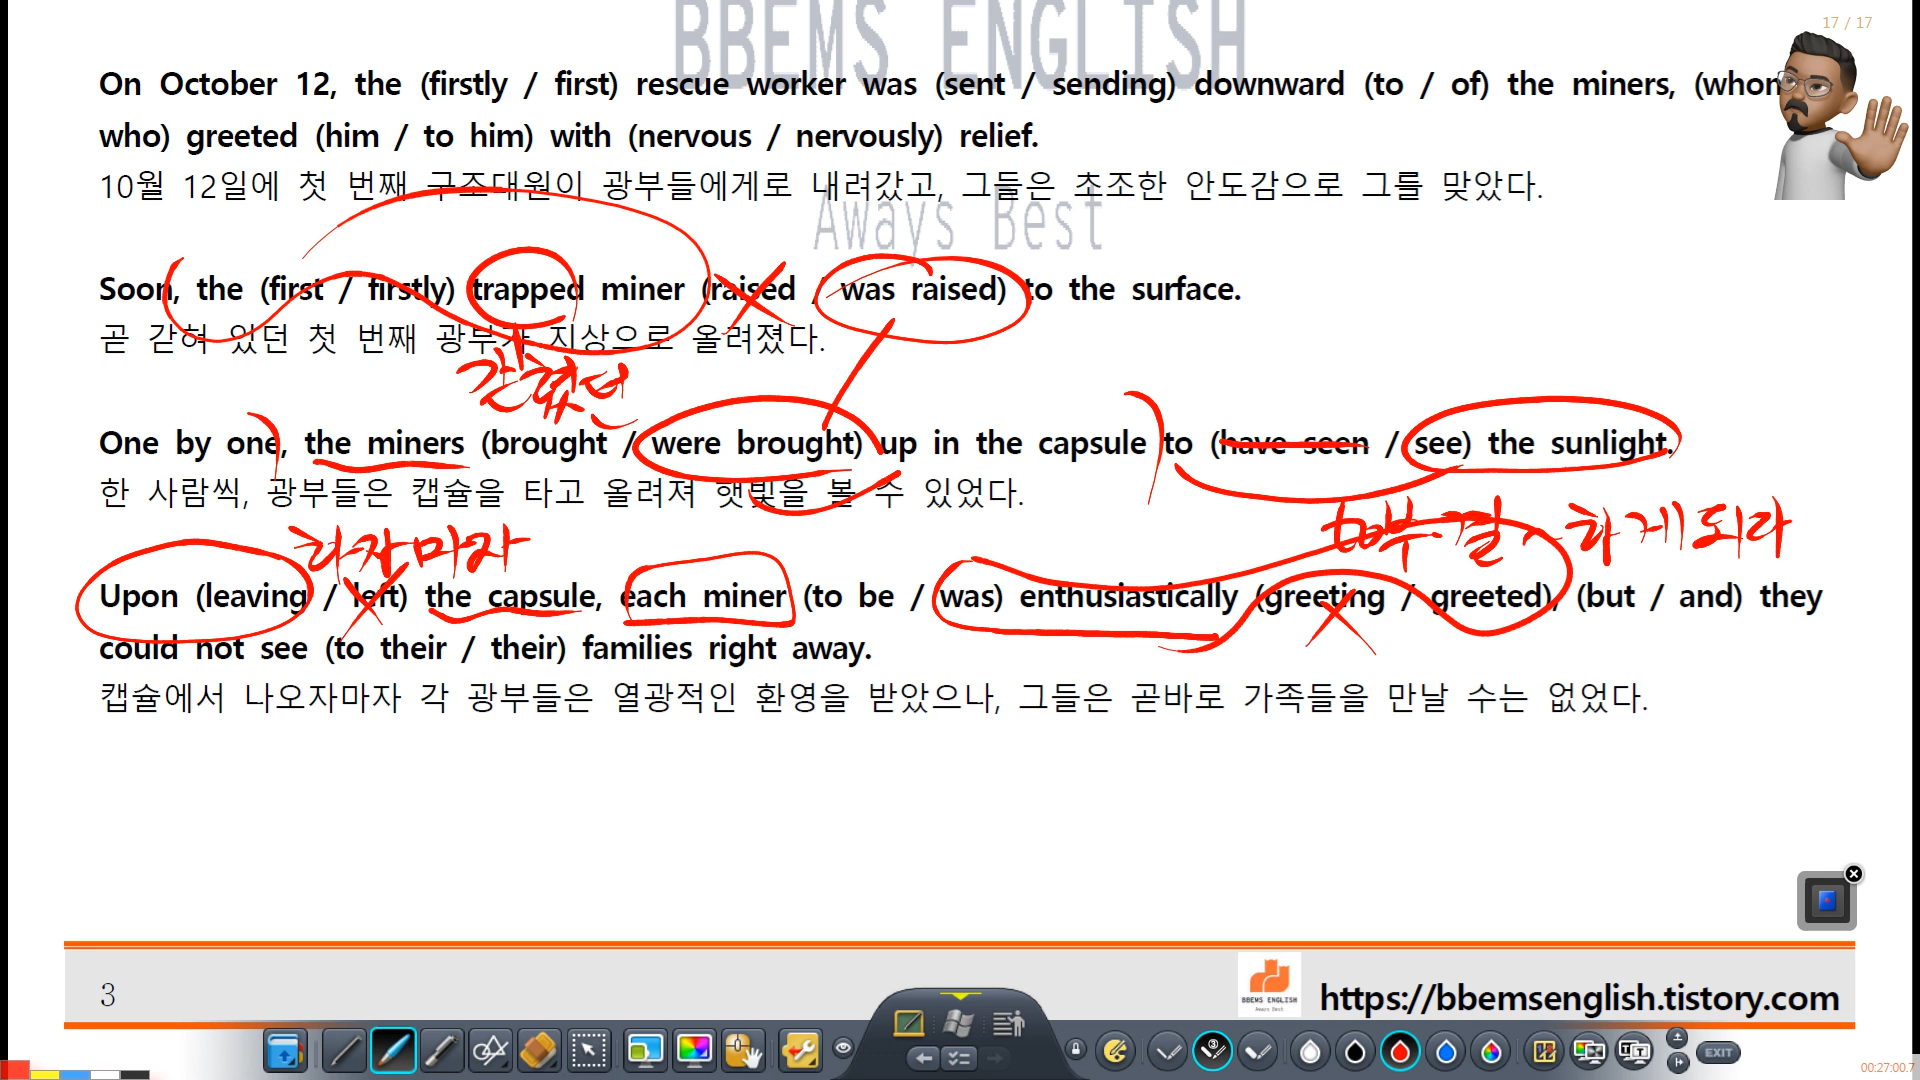 BBEMS ENGLISH
17 / 17
On October 12, the (firstly / first) rescue worker was (sent / sending) downward (to / of) the miners, (whom
who) greeted (him / to him) with (nervous / nervously) relief.
10월 12일에 첫 번째 구조대원이 광부들에게로 내려갔고, 그들은 초조한 안도감으로 그를 맞았다.
Aways Best
Soon, the (first / firstly) trapped miner (raised / was raised) to the surface.
곧 갇혀 있던 첫 번째 광부가 지상으로 올려졌다.
갇혔던
One by one, the miners (brought / were brought) up in the capsule to (have seen / see) the sunlight.
한 사람씩, 광부들은 캡슐을 타고 올려져 햇빛을 볼 수 있었다.
하자마자
to부·결 하게되다
Upon (leaving / left) the capsule, each miner (to be / was) enthusiastically (greeting / greeted), (but / and) they
could not see (to their / their) families right away.
캡슐에서 나오자마자 각 광부들은 열광적인 환영을 받았으나, 그들은 곧바로 가족들을 만날 수는 없었다.
3
BBEMS ENGLISH
Aways Best
https://bbemsenglish.tistory.com
EXIT
00:27:00.7